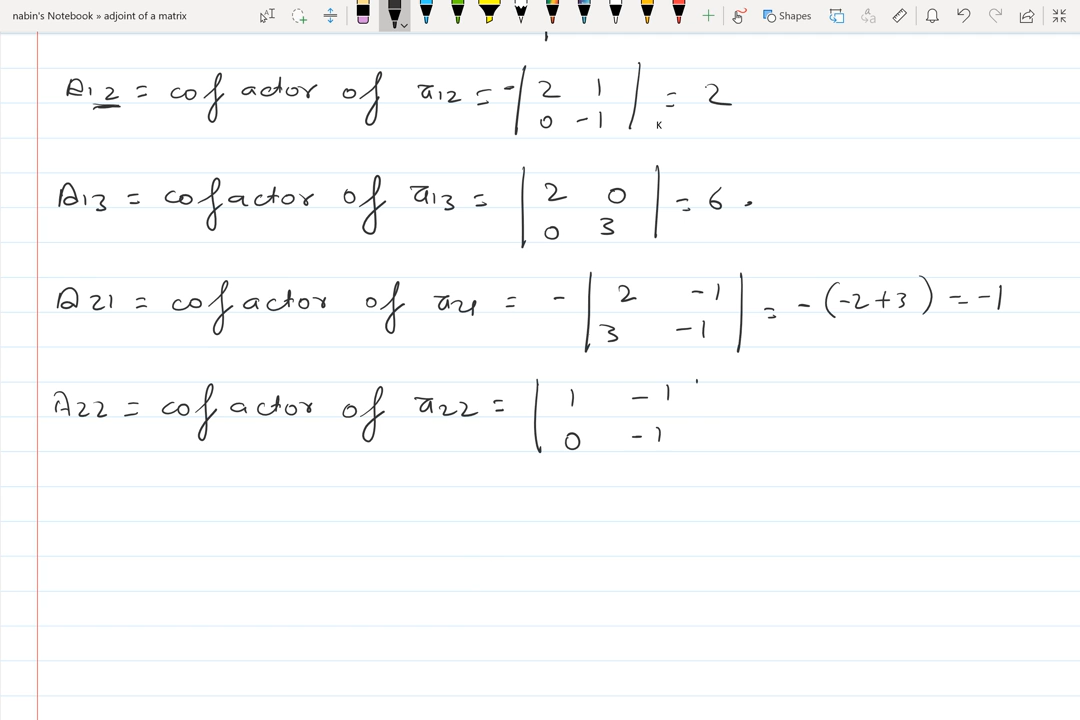 nabin's Notebook » adjoint of a matrix
Shapes
A12 = cofactor of a12 = -| 2 1 | = 2
0 -1
A13 = cofactor of a13 = | 2 0 | = 6.
0 3
A21 = cofactor of a21 = - | 2 -1 | = -(-2+3) = -1
3 -1
A22 = cofactor of a22 = | 1 -1
0 -1